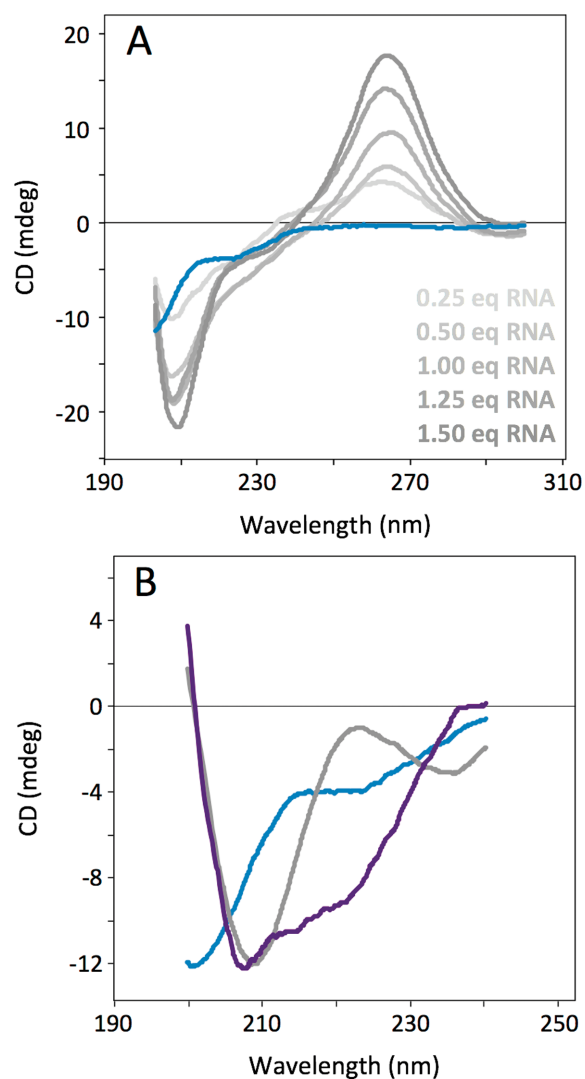 A
20
10
0
-10
-20
CD (mdeg)
0.25 eq RNA
0.50 eq RNA
1.00 eq RNA
1.25 eq RNA
1.50 eq RNA
190
230
270
310
Wavelength (nm)
B
4
0
-4
-8
-12
CD (mdeg)
190
210
230
250
Wavelength (nm)